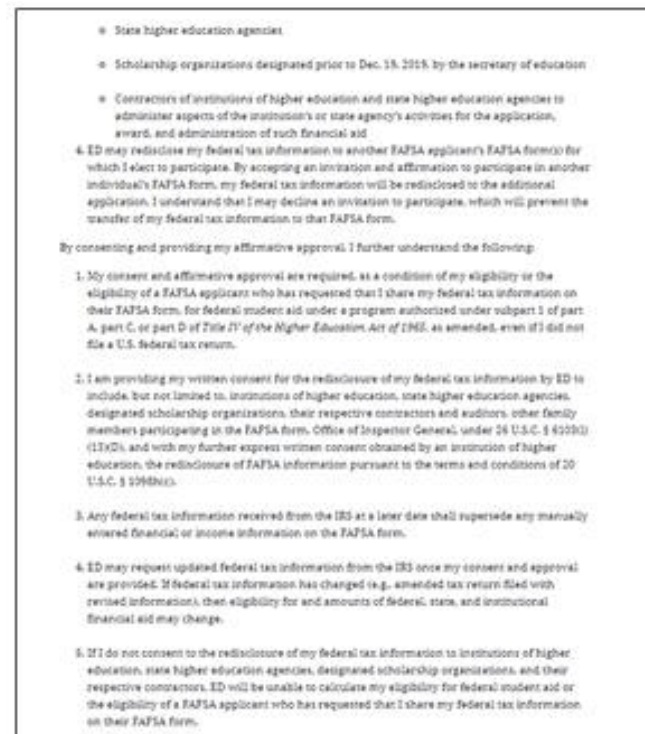 State higher education agencies
Scholarship organizations designated prior to Dec. 19, 2019, by the secretary of education
Contractors of institutions of higher education and state higher education agencies to
administer aspects of the institution's or state agency's activities for the application,
award, and administration of such financial aid
4. ED may redisclose my federal tax information to another FAFSA applicant's FAFSA form(s) for
which I elect to participate. By accepting an invitation and affirmation to participate in another
individual's FAFSA form, my federal tax information will be redisclosed to the additional
application. I understand that I may decline an invitation to participate, which will prevent the
transfer of my federal tax information to that FAFSA form.
By consenting and providing my affirmative approval, I further understand the following:
1. My consent and affirmative approval are required, as a condition of my eligibility or the
eligibility of a FAFSA applicant who has requested that I share my federal tax information on
their FAFSA form, for federal student aid under a program authorized under subpart 1 of part
A, part C, or part D of Title IV of the Higher Education Act of 1965, as amended, even if I did not
file a U.S. federal tax return.
2. I am providing my written consent for the redisclosure of my federal tax information by ED to
include, but not limited to, institutions of higher education, state higher education agencies,
designated scholarship organizations, their respective contractors and auditors, other family
members participating in the FAFSA form, Office of Inspector General, under 26 U.S.C. § 6103(l)
(13)(D), and with my further express written consent obtained by an institution of higher
education, the redisclosure of FAFSA information pursuant to the terms and conditions of 20
U.S.C. § 1098h(c).
3. Any federal tax information received from the IRS at a later date shall supersede any manually
entered financial or income information on the FAFSA form.
4. ED may request updated federal tax information from the IRS once my consent and approval
are provided. If federal tax information has changed (e.g., amended tax return filed with
revised information), then eligibility for and amounts of federal, state, and institutional
financial aid may change.
5. If I do not consent to the redisclosure of my federal tax information to institutions of higher
education, state higher education agencies, designated scholarship organizations, and their
respective contractors, ED will be unable to calculate my eligibility for federal student aid or
the eligibility of a FAFSA applicant who has requested that I share my federal tax information
on their FAFSA form.